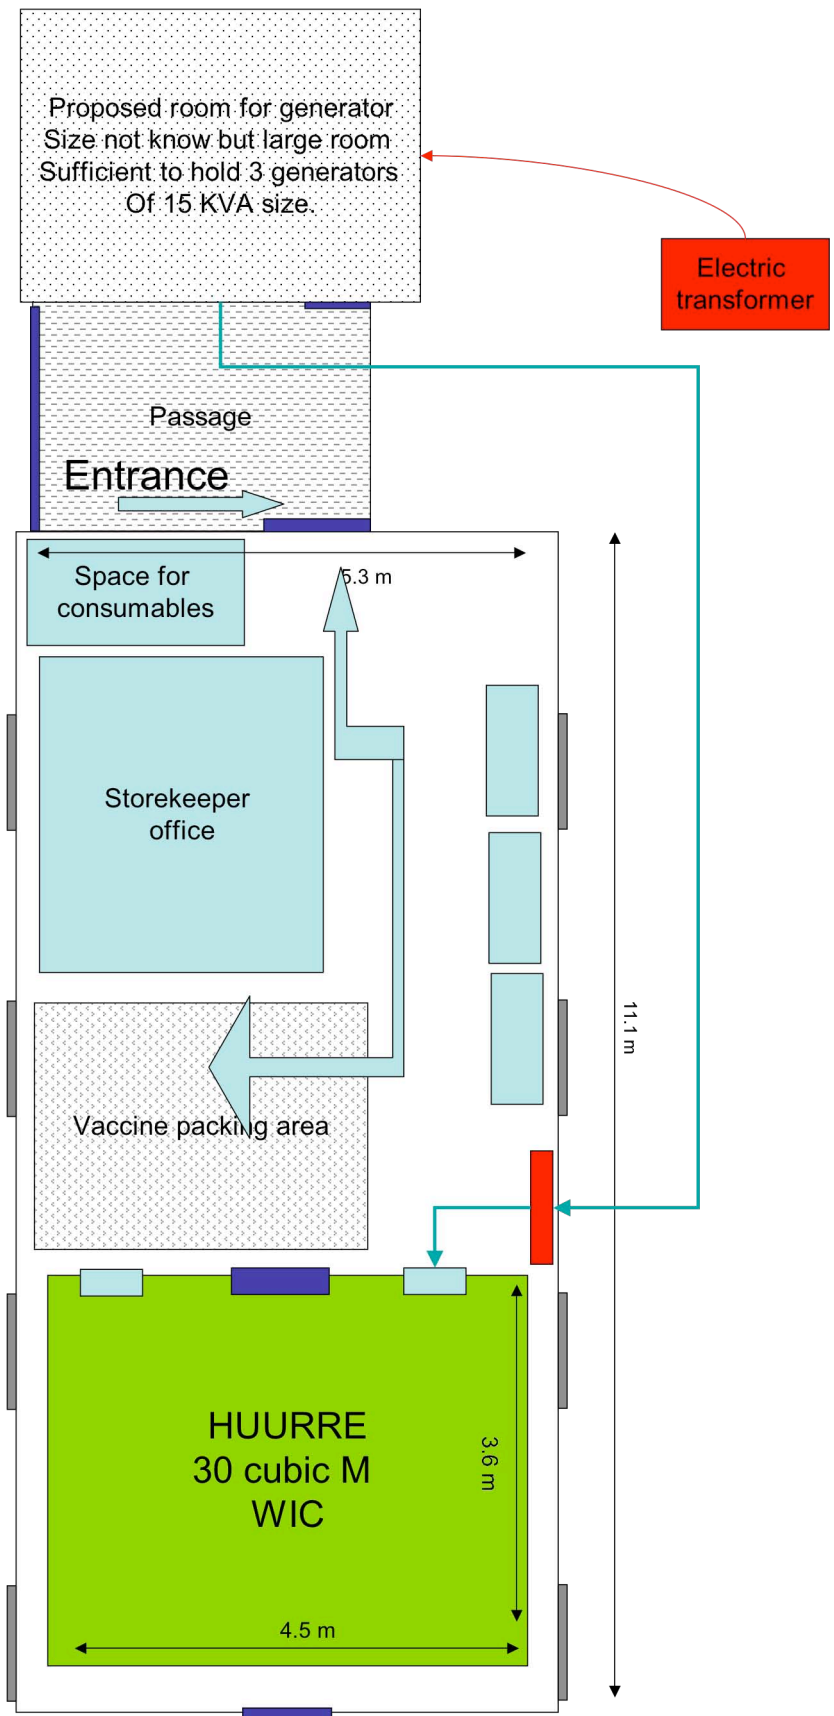 Proposed room for generator
Size not know but large room
Sufficient to hold 3 generators
Of 15 KVA size.
Electric
transformer
Passage
Entrance
5.3 m
Space for
consumables
Storekeeper
office
11.1 m
Vaccine packing area
HUURRE
30 cubic M
WIC
3.6 m
4.5 m